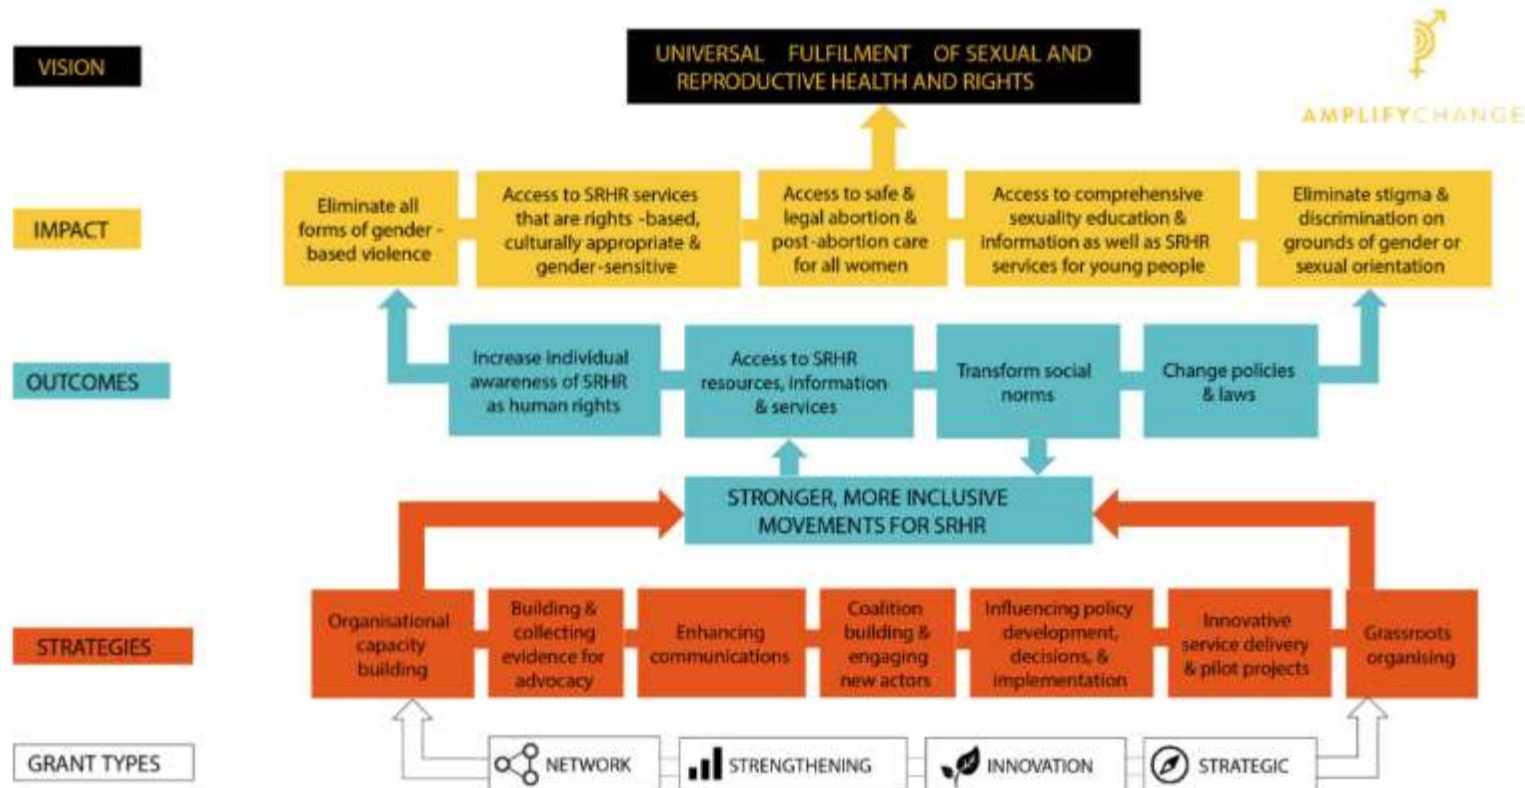 VISION
UNIVERSAL FULFILMENT OF SEXUAL AND
REPRODUCTIVE HEALTH AND RIGHTS
AMPLIFYCHANGE
IMPACT
Eliminate all
forms of gender -
based violence
Access to SRHR services
that are rights -based,
culturally appropriate &
gender-sensitive
Access to safe &
legal abortion &
post-abortion care
for all women
Access to comprehensive
sexuality education &
information as well as SRHR
services for young people
Eliminate stigma &
discrimination on
grounds of gender or
sexual orientation
OUTCOMES
Increase individual
awareness of SRHR
as human rights
Access to SRHR
resources, information
& services
Transform social
norms
Change policies
& laws
STRONGER, MORE INCLUSIVE
MOVEMENTS FOR SRHR
STRATEGIES
Organisational
capacity
building
Building &
collecting
evidence for
advocacy
Enhancing
communications
Coalition
building &
engaging
new actors
Influencing policy
development,
decisions, &
implementation
Innovative
service delivery
& pilot projects
Grassroots
organising
GRANT TYPES
NETWORK
STRENGTHENING
INNOVATION
STRATEGIC